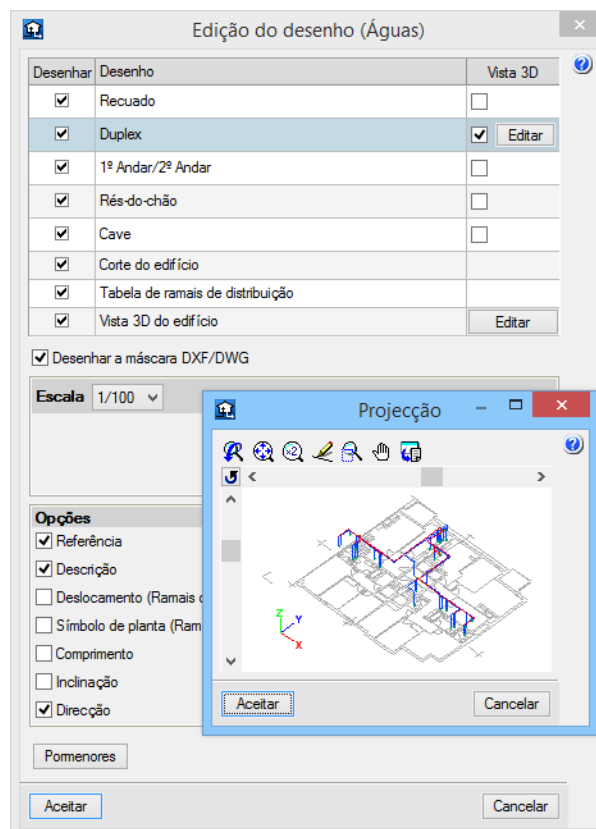 Edição do desenho (Águas)
Desenhar Desenho Vista 3D
Recuado
Duplex Editar
1º Andar/2º Andar
Rés-do-chão
Cave
Corte do edifício
Tabela de ramais de distribuição
Vista 3D do edifício Editar
Desenhar a máscara DXF/DWG
Escala 1/100
Projecção
x2
Z
Y
X
Aceitar Cancelar
Opções
Referência
Descrição
Deslocamento (Ramais
Símbolo de planta (Ram
Comprimento
Inclinação
Direcção
Pormenores
Aceitar Cancelar